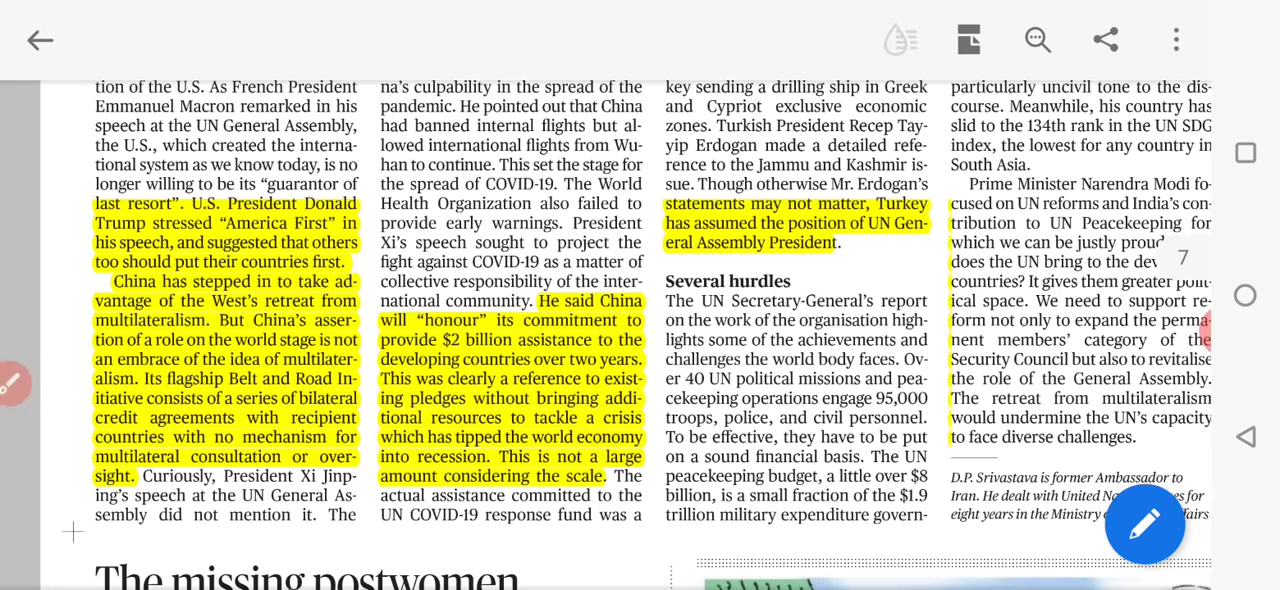 tion of the U.S. As French President
Emmanuel Macron remarked in his
speech at the UN General Assembly,
the U.S., which created the interna-
tional system as we know today, is no
longer willing to be its “guarantor of
last resort”. U.S. President Donald
Trump stressed “America First” in
his speech, and suggested that others
too should put their countries first.
China has stepped in to take ad-
vantage of the West’s retreat from
multilateralism. But China’s asser-
tion of a role on the world stage is not
an embrace of the idea of multilater-
alism. Its flagship Belt and Road In-
itiative consists of a series of bilateral
credit agreements with recipient
countries with no mechanism for
multilateral consultation or over-
sight. Curiously, President Xi Jinp-
ing’s speech at the UN General As-
sembly did not mention it. The
na’s culpability in the spread of the
pandemic. He pointed out that China
had banned internal flights but al-
lowed international flights from Wu-
han to continue. This set the stage for
the spread of COVID-19. The World
Health Organization also failed to
provide early warnings. President
Xi’s speech sought to project the
fight against COVID-19 as a matter of
collective responsibility of the inter-
national community. He said China
will “honour” its commitment to
provide $2 billion assistance to the
developing countries over two years.
This was clearly a reference to exist-
ing pledges without bringing addi-
tional resources to tackle a crisis
which has tipped the world economy
into recession. This is not a large
amount considering the scale. The
actual assistance committed to the
UN COVID-19 response fund was a
key sending a drilling ship in Greek
and Cypriot exclusive economic
zones. Turkish President Recep Tay-
yip Erdogan made a detailed refe-
rence to the Jammu and Kashmir is-
sue. Though otherwise Mr. Erdogan’s
statements may not matter, Turkey
has assumed the position of UN Gen-
eral Assembly President.
Several hurdles
The UN Secretary-General’s report
on the work of the organisation high-
lights some of the achievements and
challenges the world body faces. Ov-
er 40 UN political missions and pea-
cekeeping operations engage 95,000
troops, police, and civil personnel.
To be effective, they have to be put
on a sound financial basis. The UN
peacekeeping budget, a little over $8
billion, is a small fraction of the $1.9
trillion military expenditure govern-
particularly uncivil tone to the dis-
course. Meanwhile, his country has
slid to the 134th rank in the UN SDG
index, the lowest for any country in
South Asia.
Prime Minister Narendra Modi fo-
cused on UN reforms and India’s con-
tribution to UN Peacekeeping for
which we can be justly proud
does the UN bring to the
countries? It gives them greater polit-
ical space. We need to support re-
form not only to expand the perma-
nent members’ category of the
Security Council but also to revitalise
the role of the General Assembly.
The retreat from multilateralism
would undermine the UN’s capacity
to face diverse challenges.
D.P. Srivastava is former Ambassador to
Iran. He dealt with United for
eight years in the Ministry
7
The missing postwomen